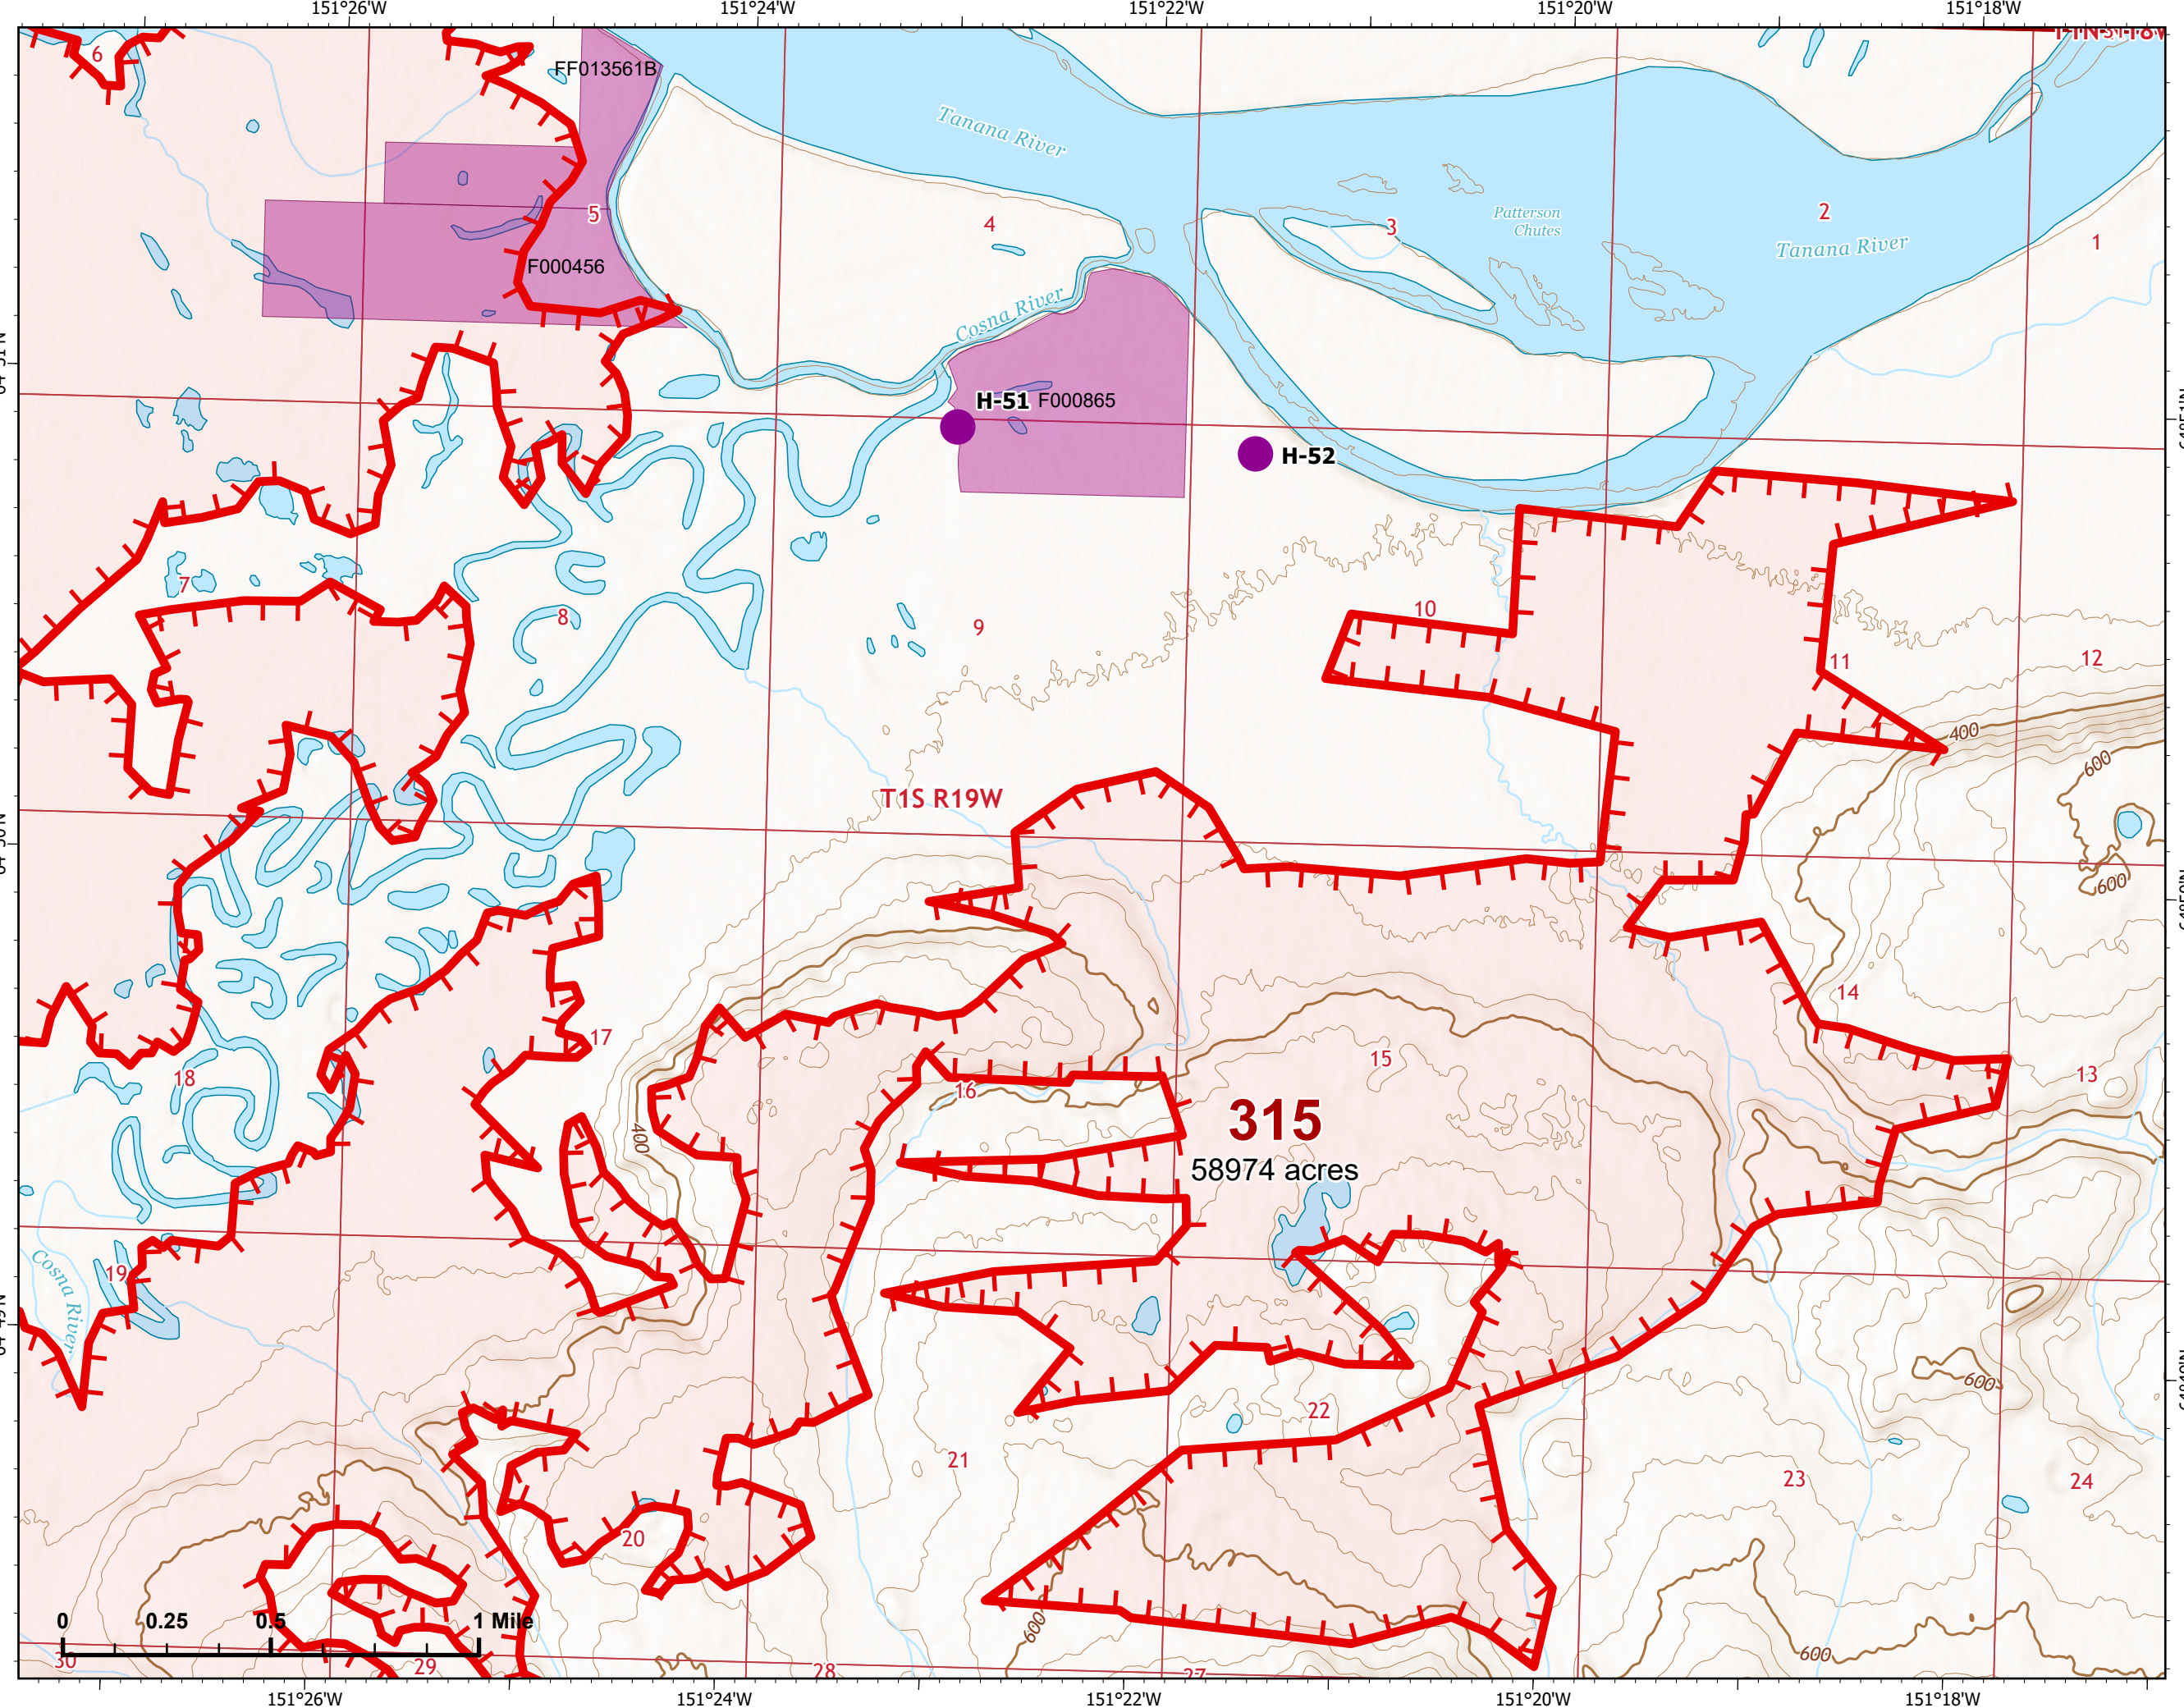 151°26'W 151°24'W 151°22'W 151°20'W 151°18'W
6
FF013561B
Tanana River
5
4
3
Patterson
Chutes
2
Tanana River
1
F000456
Cosna River
H-51 F000865
H-52
7
8
9
10
11
12
400
600
T1S R19W
600
14
17
15
13
18
16
315
400
58974 acres
Cosna River
19
600
22
21
23
24
20
0 0.25 0.5 1 Mile
600
600
30
29
28
27
151°26'W 151°24'W 151°22'W 151°20'W 151°18'W